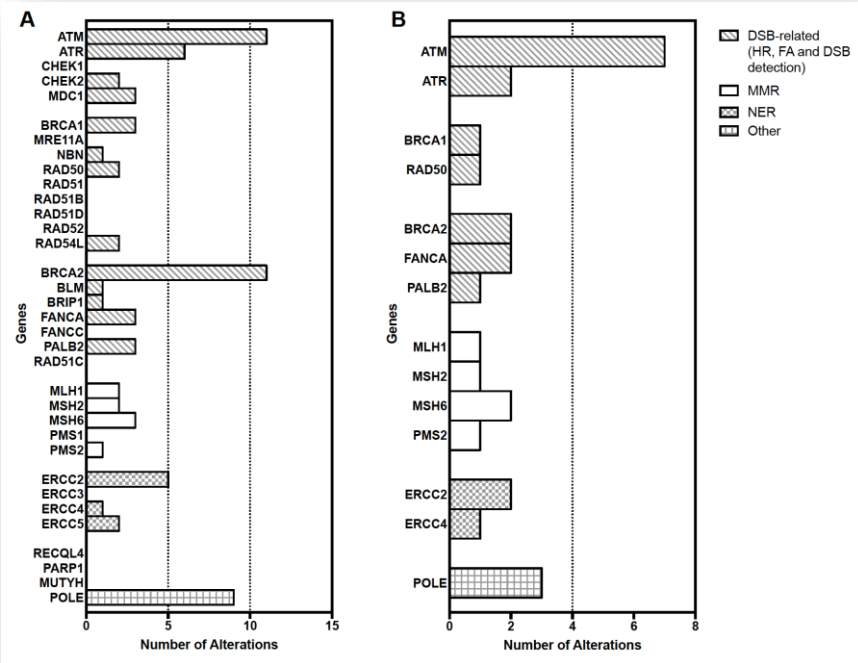 A
ATM
ATR
CHEK1
CHEK2
MDC1
BRCA1
MRE11A
NBN
RAD50
RAD51
RAD51B
RAD51D
RAD52
RAD54L
BRCA2
BLM
BRIP1
FANCA
FANCC
PALB2
RAD51C
MLH1
MSH2
MSH6
PMS1
PMS2
ERCC2
ERCC3
ERCC4
ERCC5
RECQL4
PARP1
MUTYH
POLE
Genes
0 5 10 15
Number of Alterations
B
ATM
ATR
BRCA1
RAD50
BRCA2
FANCA
PALB2
MLH1
MSH2
MSH6
PMS2
ERCC2
ERCC4
POLE
Genes
0 2 4 6 8
Number of Alterations
DSB-related
(HR, FA and DSB
detection)
MMR
NER
Other